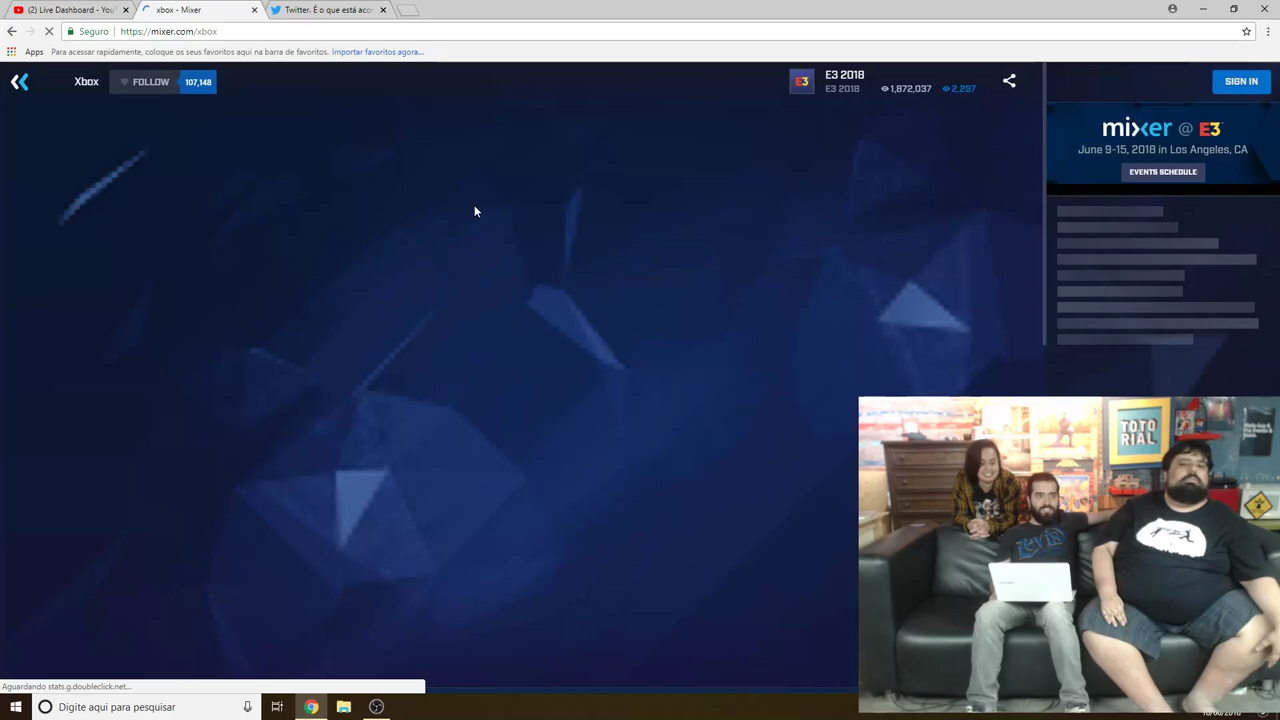 (2) Live Dashboard - You
xbox - Mixer
Twitter. É o que está aco
Seguro
https://mixer.com/xbox
Apps
Para acessar rapidamente, coloque os seus favoritos aqui na barra de favoritos.
Importar favoritos agora...
Xbox
FOLLOW
107,148
E3
E3 2018
E3 2018
1,872,037
2,297
SIGN IN
mixer @ E3
June 9-15, 2018 in Los Angeles, CA
EVENTS SCHEDULE
TOTO
RIAL
LEVI'S
Aguardando stats.g.doubleclick.net...
Digite aqui para pesquisar